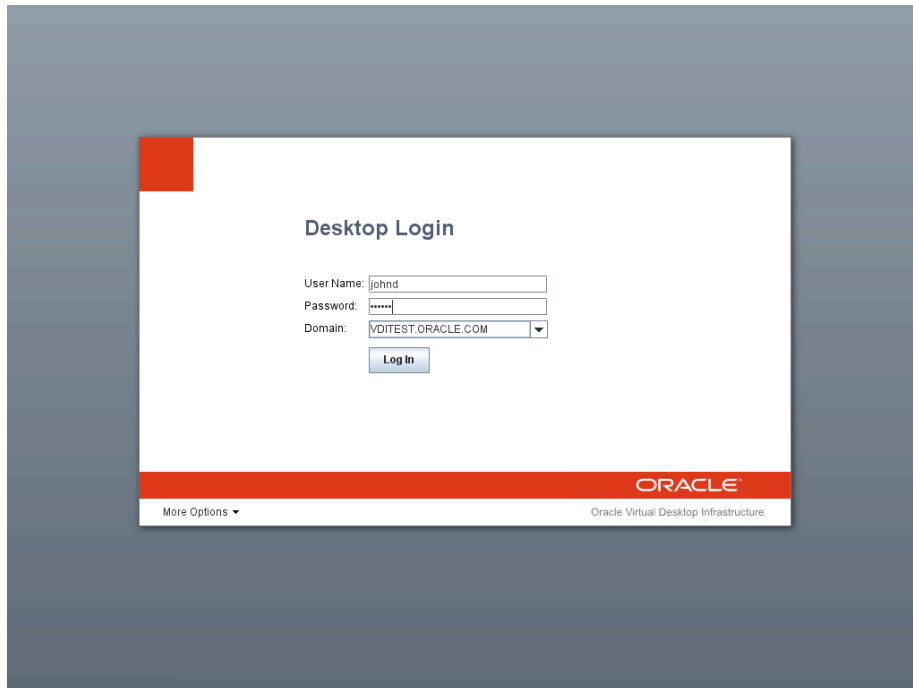 Desktop Login
User Name: johnd
Password: ••••••
Domain: VDITEST.ORACLE.COM
Log In
ORACLE
More Options
Oracle Virtual Desktop Infrastructure